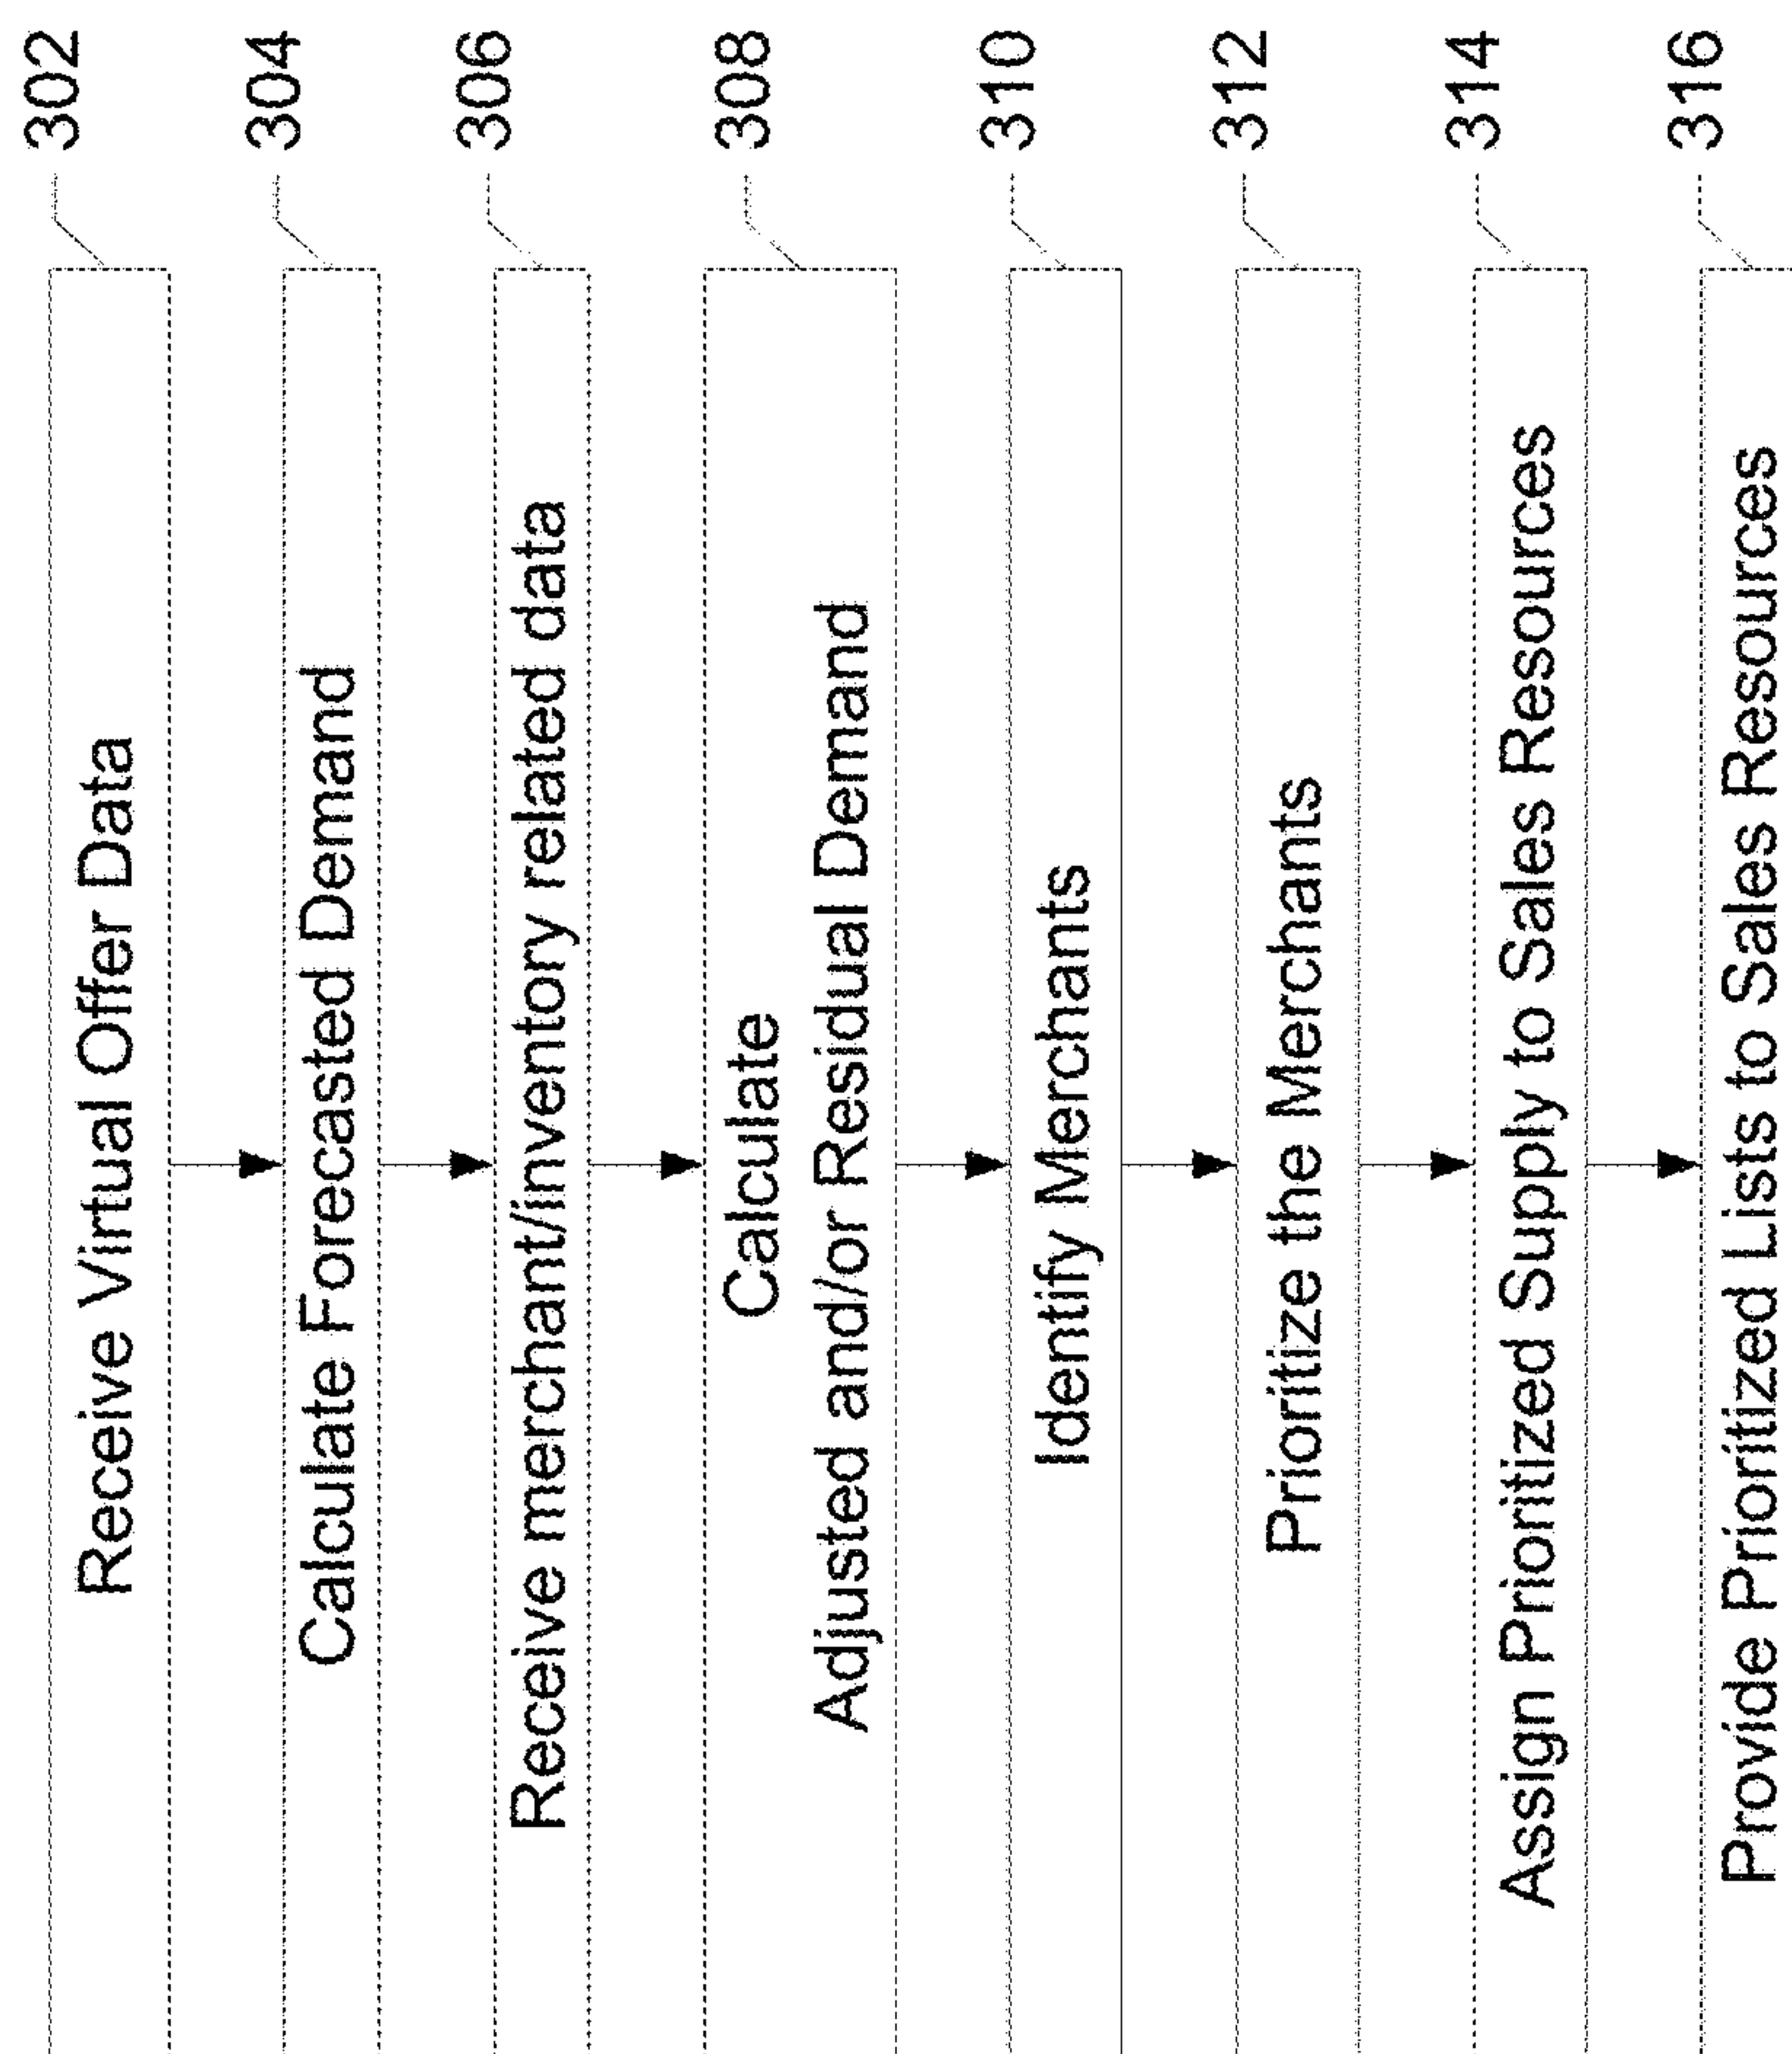 Receive Virtual Offer Data
302
Calculate Forecasted Demand
304
Receive merchant/inventory related data
306
Calculate
Adjusted and/or Residual Demand
308
Identify Merchants
310
Prioritize the Merchants
312
Assign Prioritized Supply to Sales Resources
314
Provide Prioritized Lists to Sales Resources
316